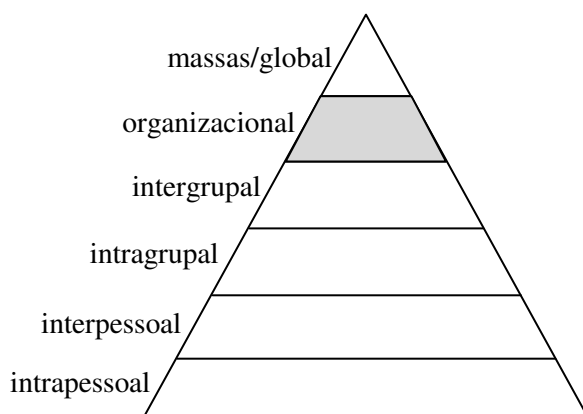 massas/global
organizacional
intergrupal
intragrupal
interpessoal
intrapessoal